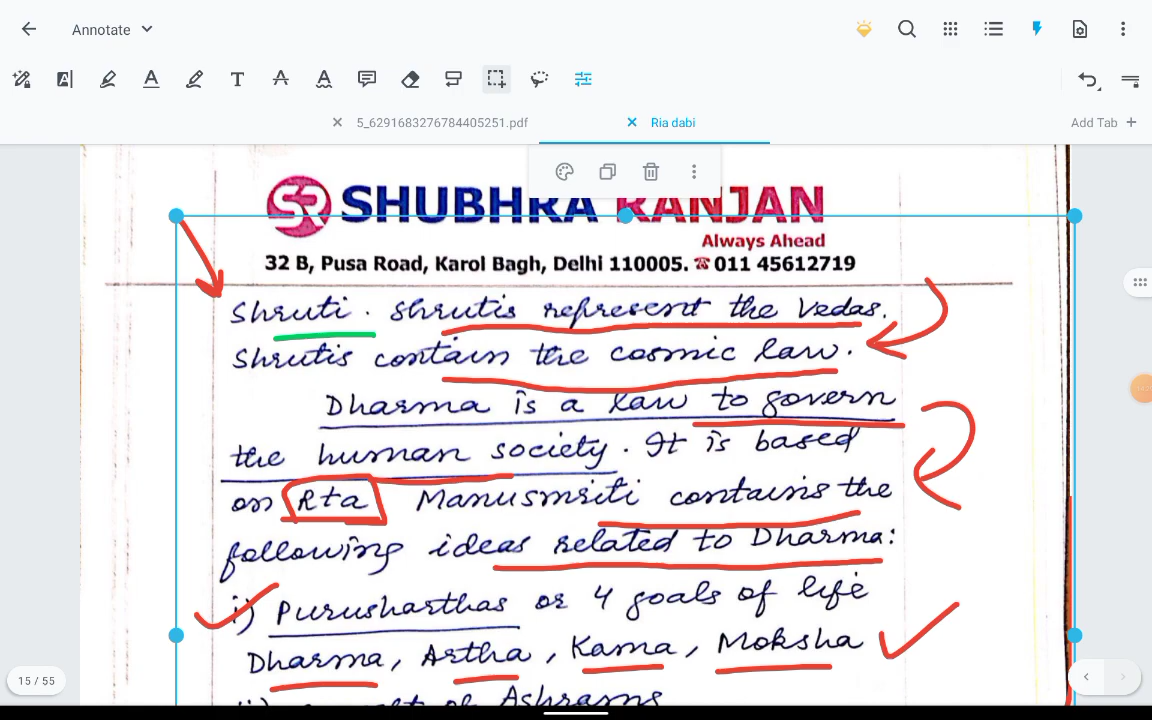 Annotate
5_6291683276784405251.pdf
Ria dabi
Add Tab
SR SHUBHRA RANJAN
Always Ahead
32 B, Pusa Road, Karol Bagh, Delhi 110005. ☎ 011 45612719
Shruti. Shrutis represent the Vedas.
Shrutis contain the cosmic law.
Dharma is a law to govern
the human society. It is based
on Rta Manusmriti contains the
following ideas related to Dharma:
i) Purusharthas or 4 goals of life
Dharma, Artha, Kama, Moksha
of Ashrams
15 / 55